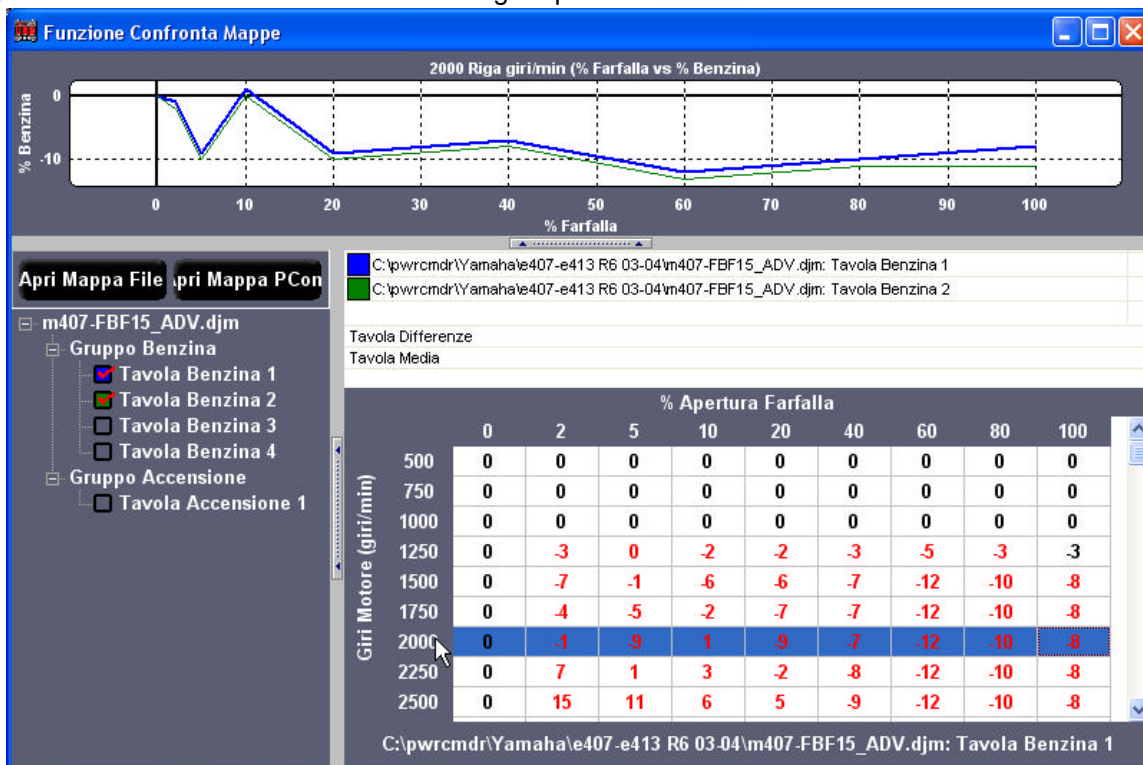 Funzione Confronta Mappe
2000 Riga giri/min (% Farfalla vs % Benzina)
% Benzina
0
-10
0 10 20 30 40 50 60 70 80 90 100
% Farfalla
Apri Mappa File
pri Mappa PCon
m407-FBF15_ADV.djm
Gruppo Benzina
Tavola Benzina 1
Tavola Benzina 2
Tavola Benzina 3
Tavola Benzina 4
Gruppo Accensione
Tavola Accensione 1
C:\pwrcmdr\Yamaha\e407-e413 R6 03-04\m407-FBF15_ADV.djm: Tavola Benzina 1
C:\pwrcmdr\Yamaha\e407-e413 R6 03-04\m407-FBF15_ADV.djm: Tavola Benzina 2
Tavola Differenze
Tavola Media
% Apertura Farfalla
Giri Motore (giri/min)
0 2 5 10 20 40 60 80 100
500 0 0 0 0 0 0 0 0 0
750 0 0 0 0 0 0 0 0 0
1000 0 0 0 0 0 0 0 0 0
1250 0 -3 0 -2 -2 -3 -5 -3 -3
1500 0 -7 -1 -6 -6 -7 -12 -10 -8
1750 0 -4 -5 -2 -7 -7 -12 -10 -8
2000 0 -1 -9 1 -9 -7 -12 -10 -8
2250 0 7 1 3 -2 -8 -12 -10 -8
2500 0 15 11 6 5 -9 -12 -10 -8
C:\pwrcmdr\Yamaha\e407-e413 R6 03-04\m407-FBF15_ADV.djm: Tavola Benzina 1